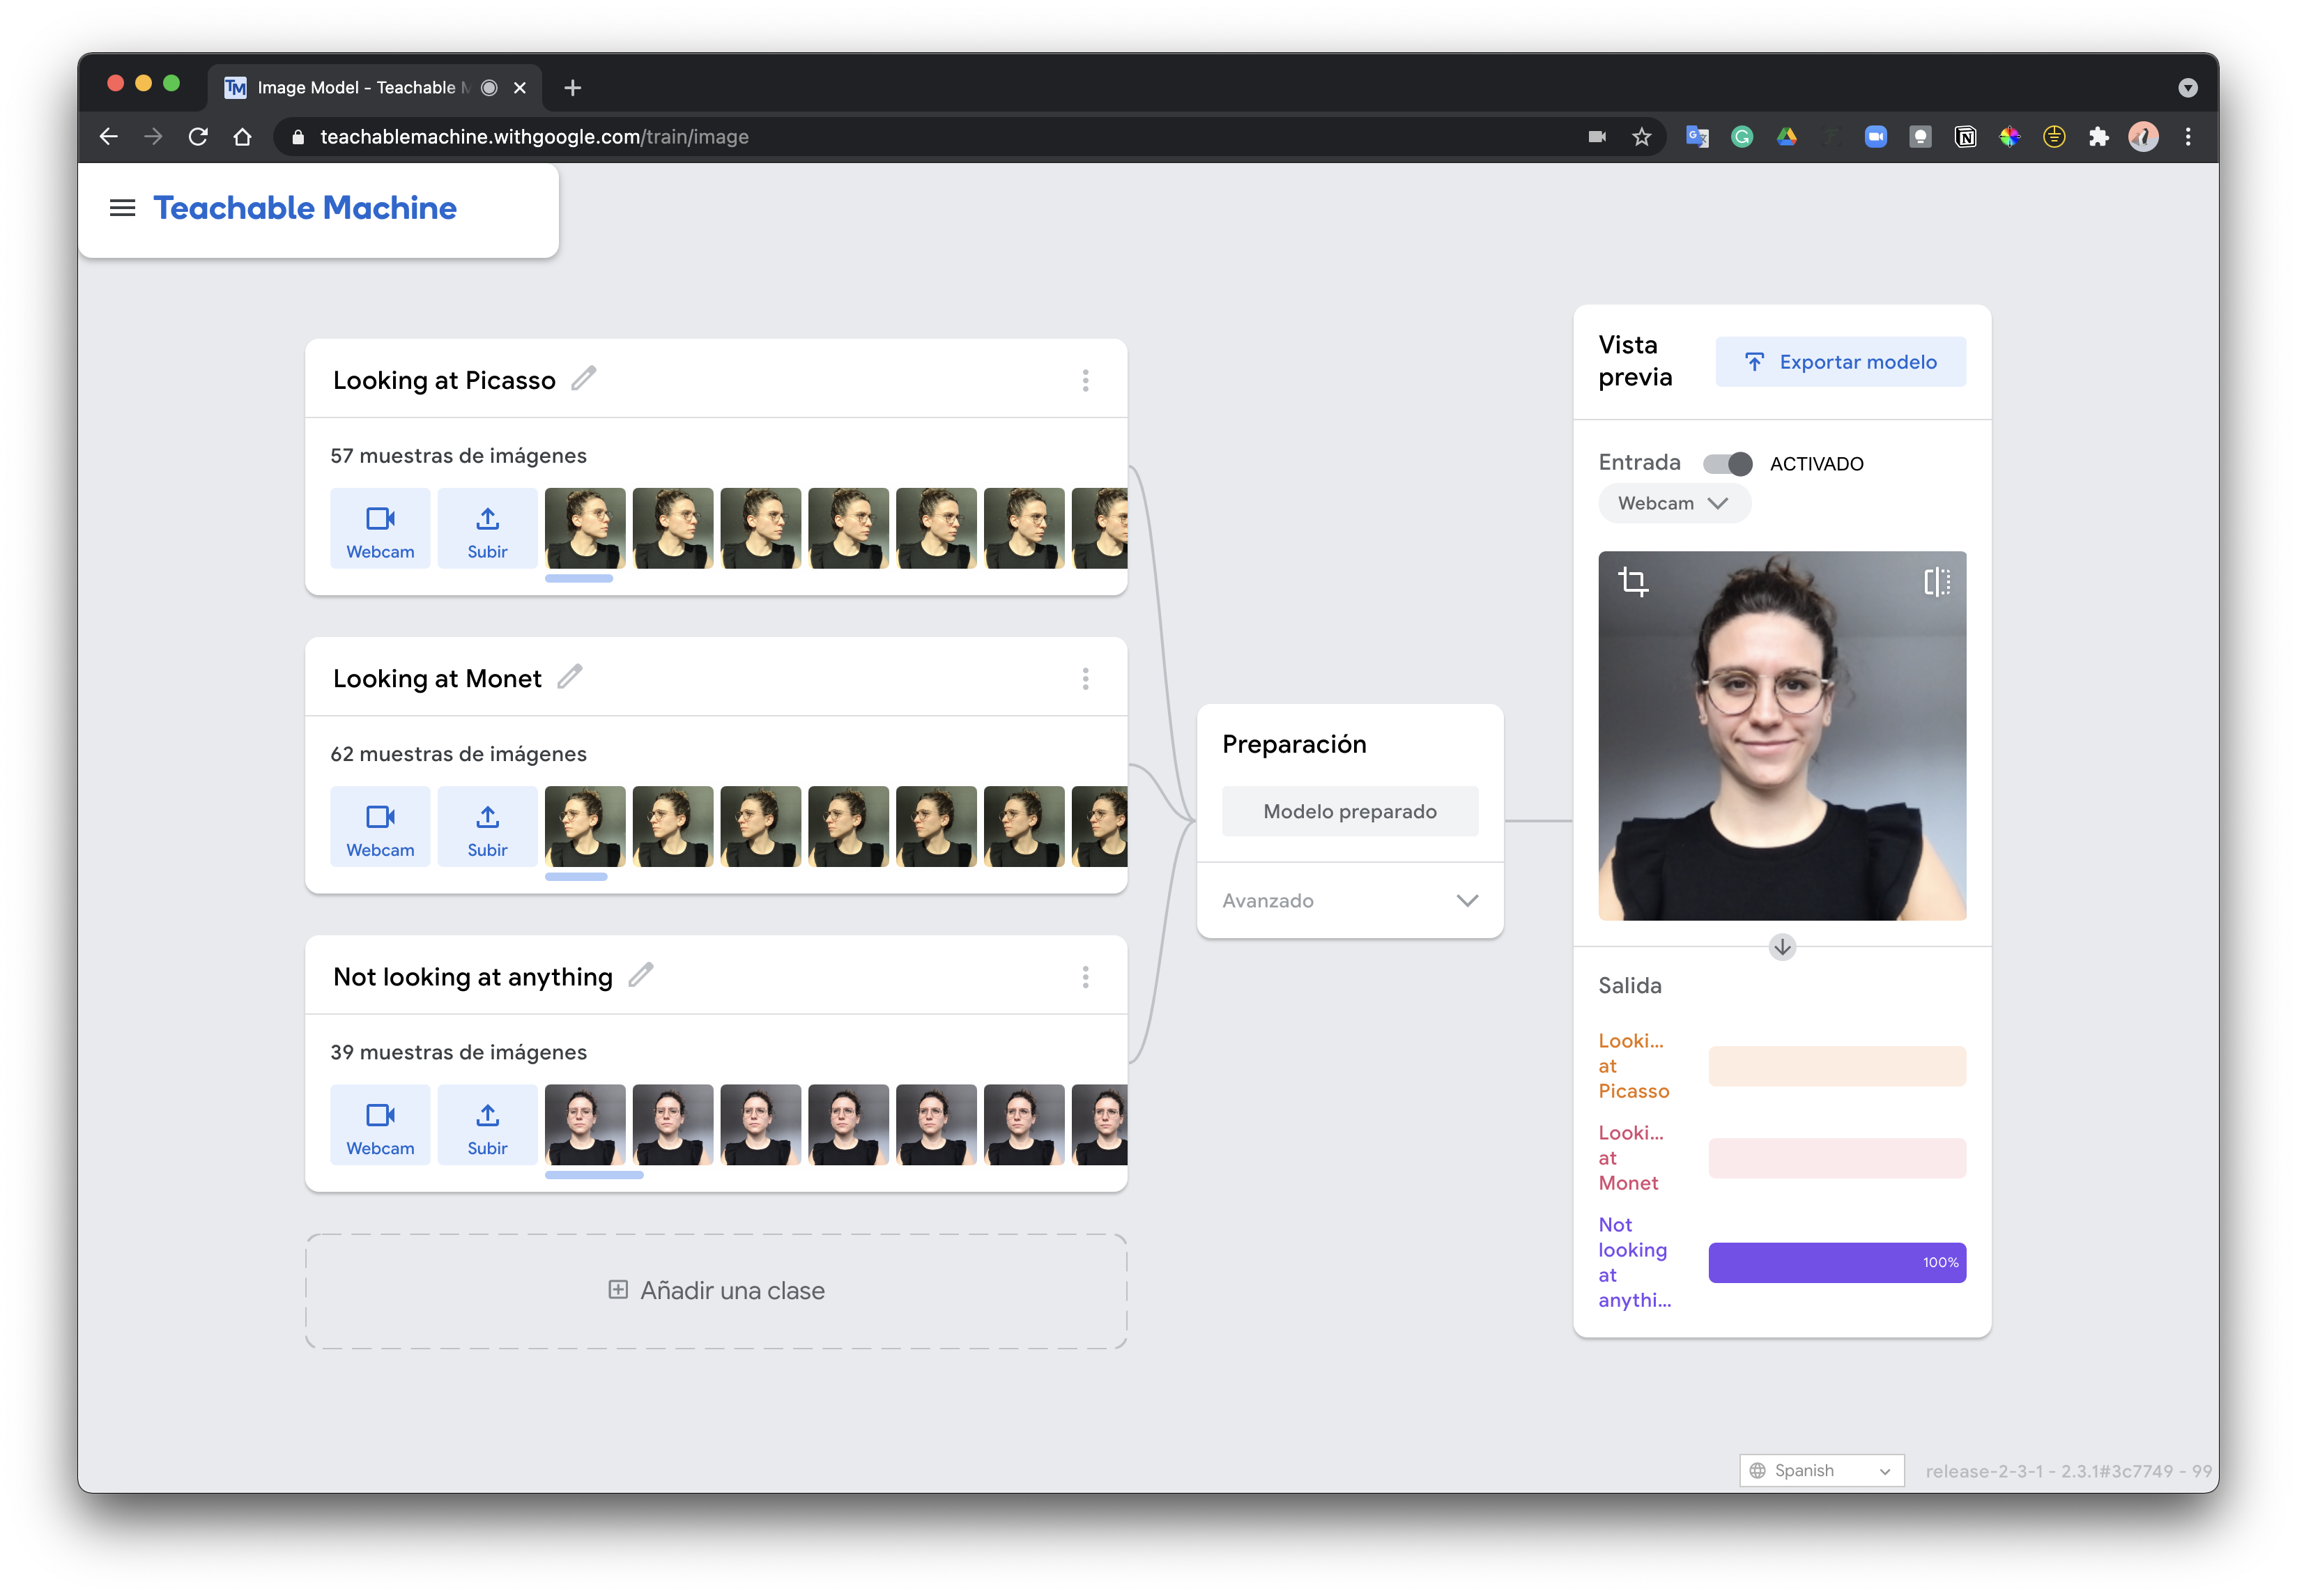 Image Model - Teachable M
teachablemachine.withgoogle.com/train/image
Teachable Machine
Looking at Picasso
57 muestras de imágenes
Webcam
Subir
Looking at Monet
62 muestras de imágenes
Webcam
Subir
Not looking at anything
39 muestras de imágenes
Webcam
Subir
Añadir una clase
Preparación
Modelo preparado
Avanzado
Vista
previa
Exportar modelo
Entrada
ACTIVADO
Webcam
Salida
Looki...
at
Picasso
Looki...
at
Monet
Not
looking
at
anythi...
100%
Spanish
release-2-3-1 - 2.3.1#3c7749 - 99